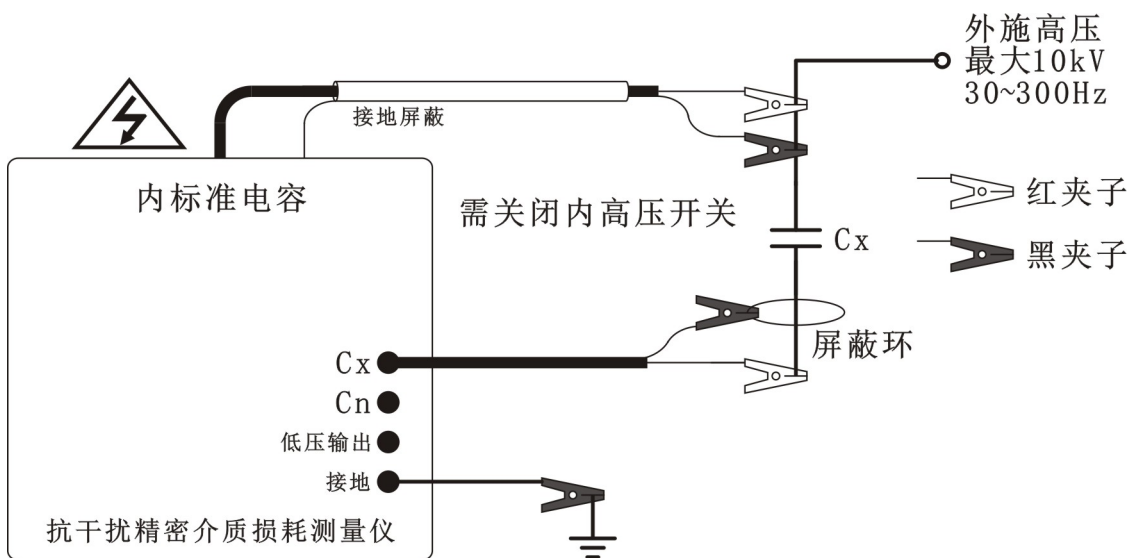 外施高压
最大10kV
30~300Hz
接地屏蔽
内标准电容
需关闭内高压开关
红夹子
Cx
黑夹子
屏蔽环
Cx
Cn
低压输出
接地
抗干扰精密介质损耗测量仪